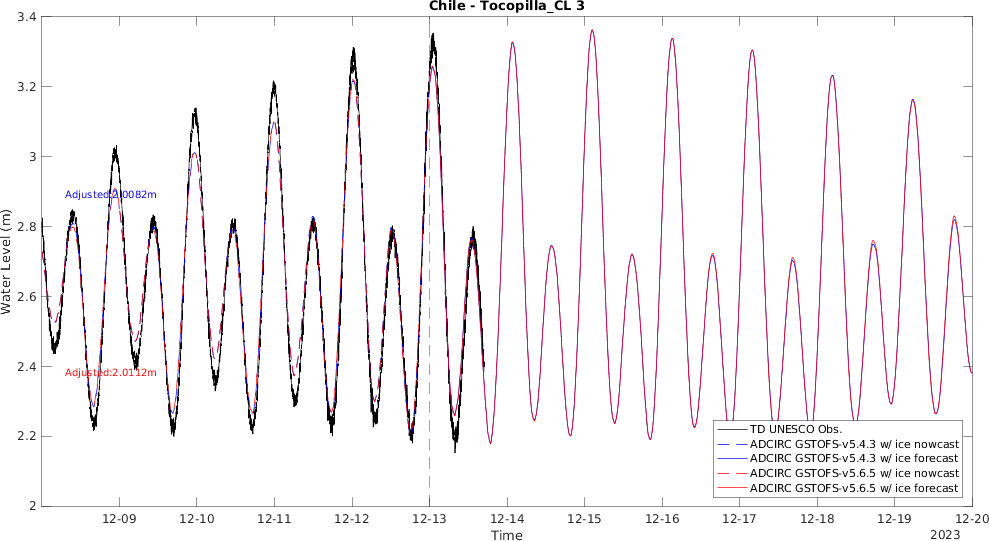 Chile - Tocopilla_CL 3
3.4
3.2
3
2.8
2.6
2.4
2.2
2
Water Level (m)
Adjusted:2.0082m
Adjusted:2.0112m
TD UNESCO Obs.
ADCIRC GSTOFS-v5.4.3 w/ ice nowcast
ADCIRC GSTOFS-v5.4.3 w/ ice forecast
ADCIRC GSTOFS-v5.6.5 w/ ice nowcast
ADCIRC GSTOFS-v5.6.5 w/ ice forecast
12-09 12-10 12-11 12-12 12-13 12-14 12-15 12-16 12-17 12-18 12-19 12-20
Time
2023